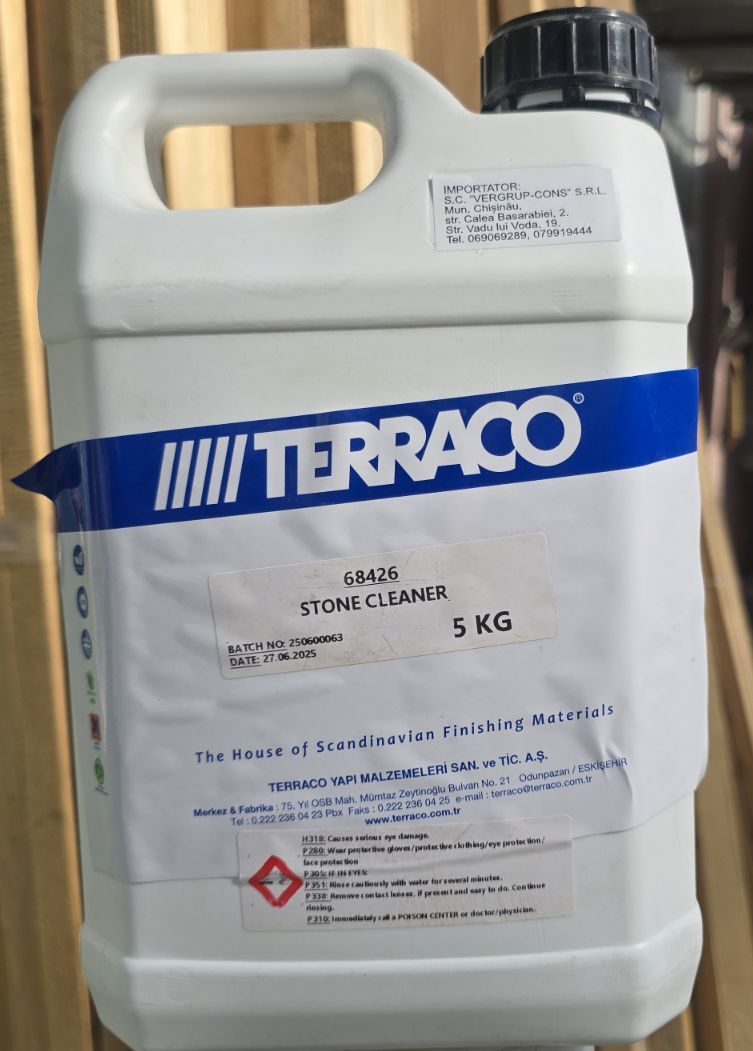 IMPORTATOR:
S.C. "VERGRUP-CONS" S.R.L.
Mun. Chișinău,
str. Calea Basarabiei, 2.
Str. Vadu lui Voda, 19.
Tel. 069069289, 079919444
TERRACO®
68426
STONE CLEANER
5 KG
BATCH NO: 250600063
DATE: 27.06.2025
The House of Scandinavian Finishing Materials
TERRACO YAPI MALZEMELERİ SAN. ve TİC. A.Ş.
Merkez & Fabrika : 75. Yıl OSB Mah. Mümtaz Zeytinoğlu Bulvarı No. 21 Odunpazarı / ESKİŞEHİR
Tel : 0.222 236 04 23 Pbx Faks : 0.222 236 04 25 e-mail : terraco@terraco.com.tr
www.terraco.com.tr
H318: Causes serious eye damage.
P280: Wear protective gloves/protective clothing/eye protection/
face protection
P305: IF IN EYES:
P351: Rinse cautiously with water for several minutes.
P338: Remove contact lenses, if present and easy to do. Continue
rinsing.
P310: Immediately call a POISON CENTER or doctor/physician.